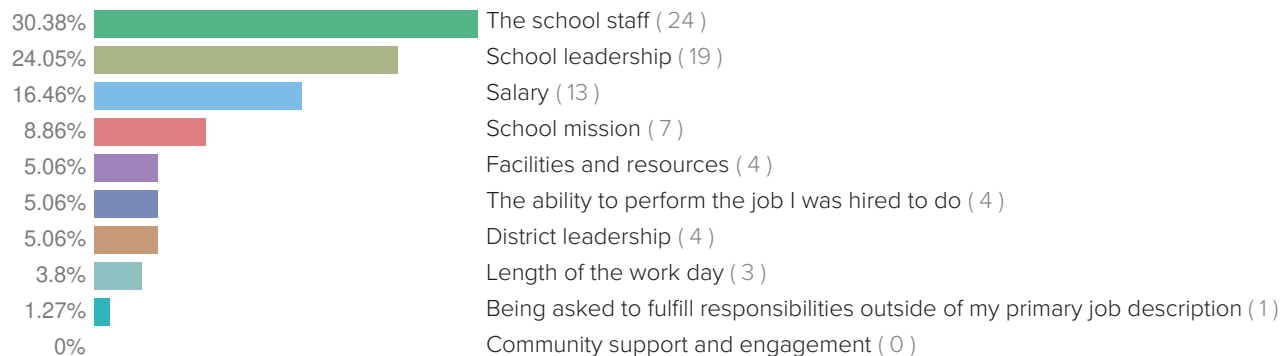 30.38% The school staff ( 24 )
24.05% School leadership ( 19 )
16.46% Salary ( 13 )
8.86% School mission ( 7 )
5.06% Facilities and resources ( 4 )
5.06% The ability to perform the job I was hired to do ( 4 )
5.06% District leadership ( 4 )
3.8% Length of the work day ( 3 )
1.27% Being asked to fulfill responsibilities outside of my primary job description ( 1 )
0% Community support and engagement ( 0 )